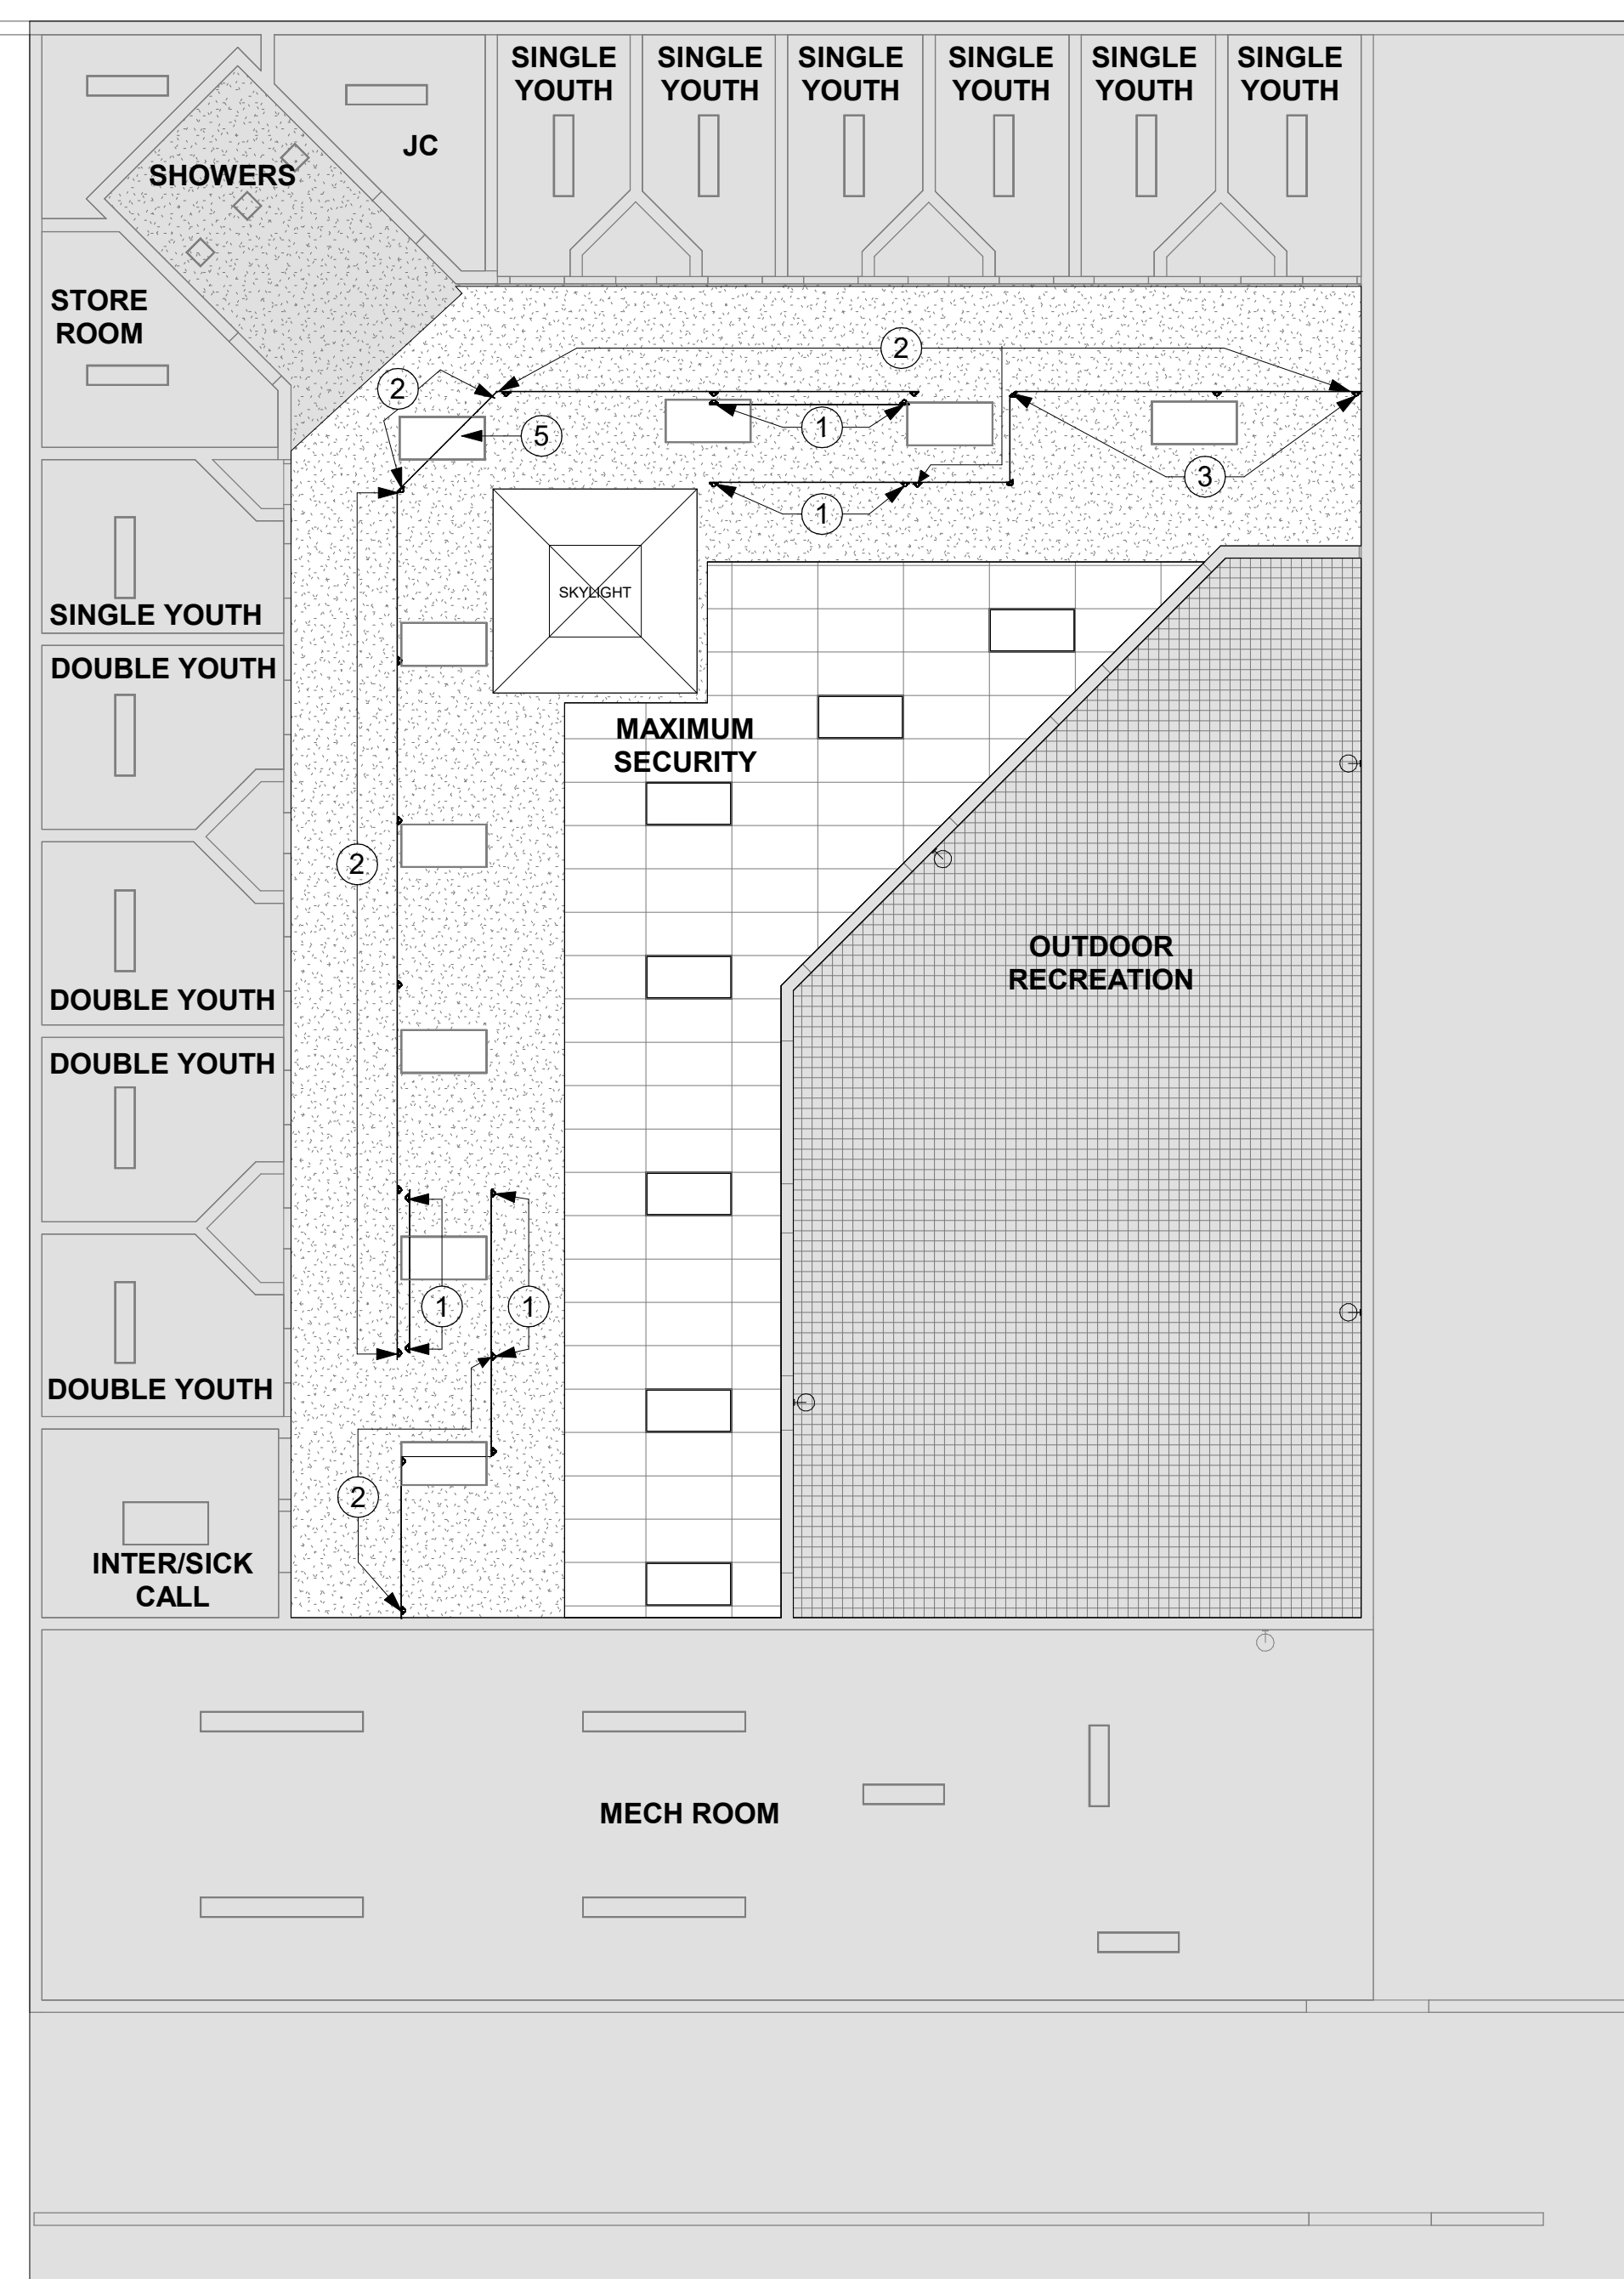 SINGLE
YOUTH
SINGLE
YOUTH
SINGLE
YOUTH
SINGLE
YOUTH
SINGLE
YOUTH
SINGLE
YOUTH
JC
SHOWERS
STORE
ROOM
2
2
1
5
3
1
SKYLIGHT
SINGLE YOUTH
DOUBLE YOUTH
MAXIMUM
SECURITY
2
OUTDOOR
RECREATION
DOUBLE YOUTH
DOUBLE YOUTH
1
1
DOUBLE YOUTH
2
INTER/SICK
CALL
MECH ROOM